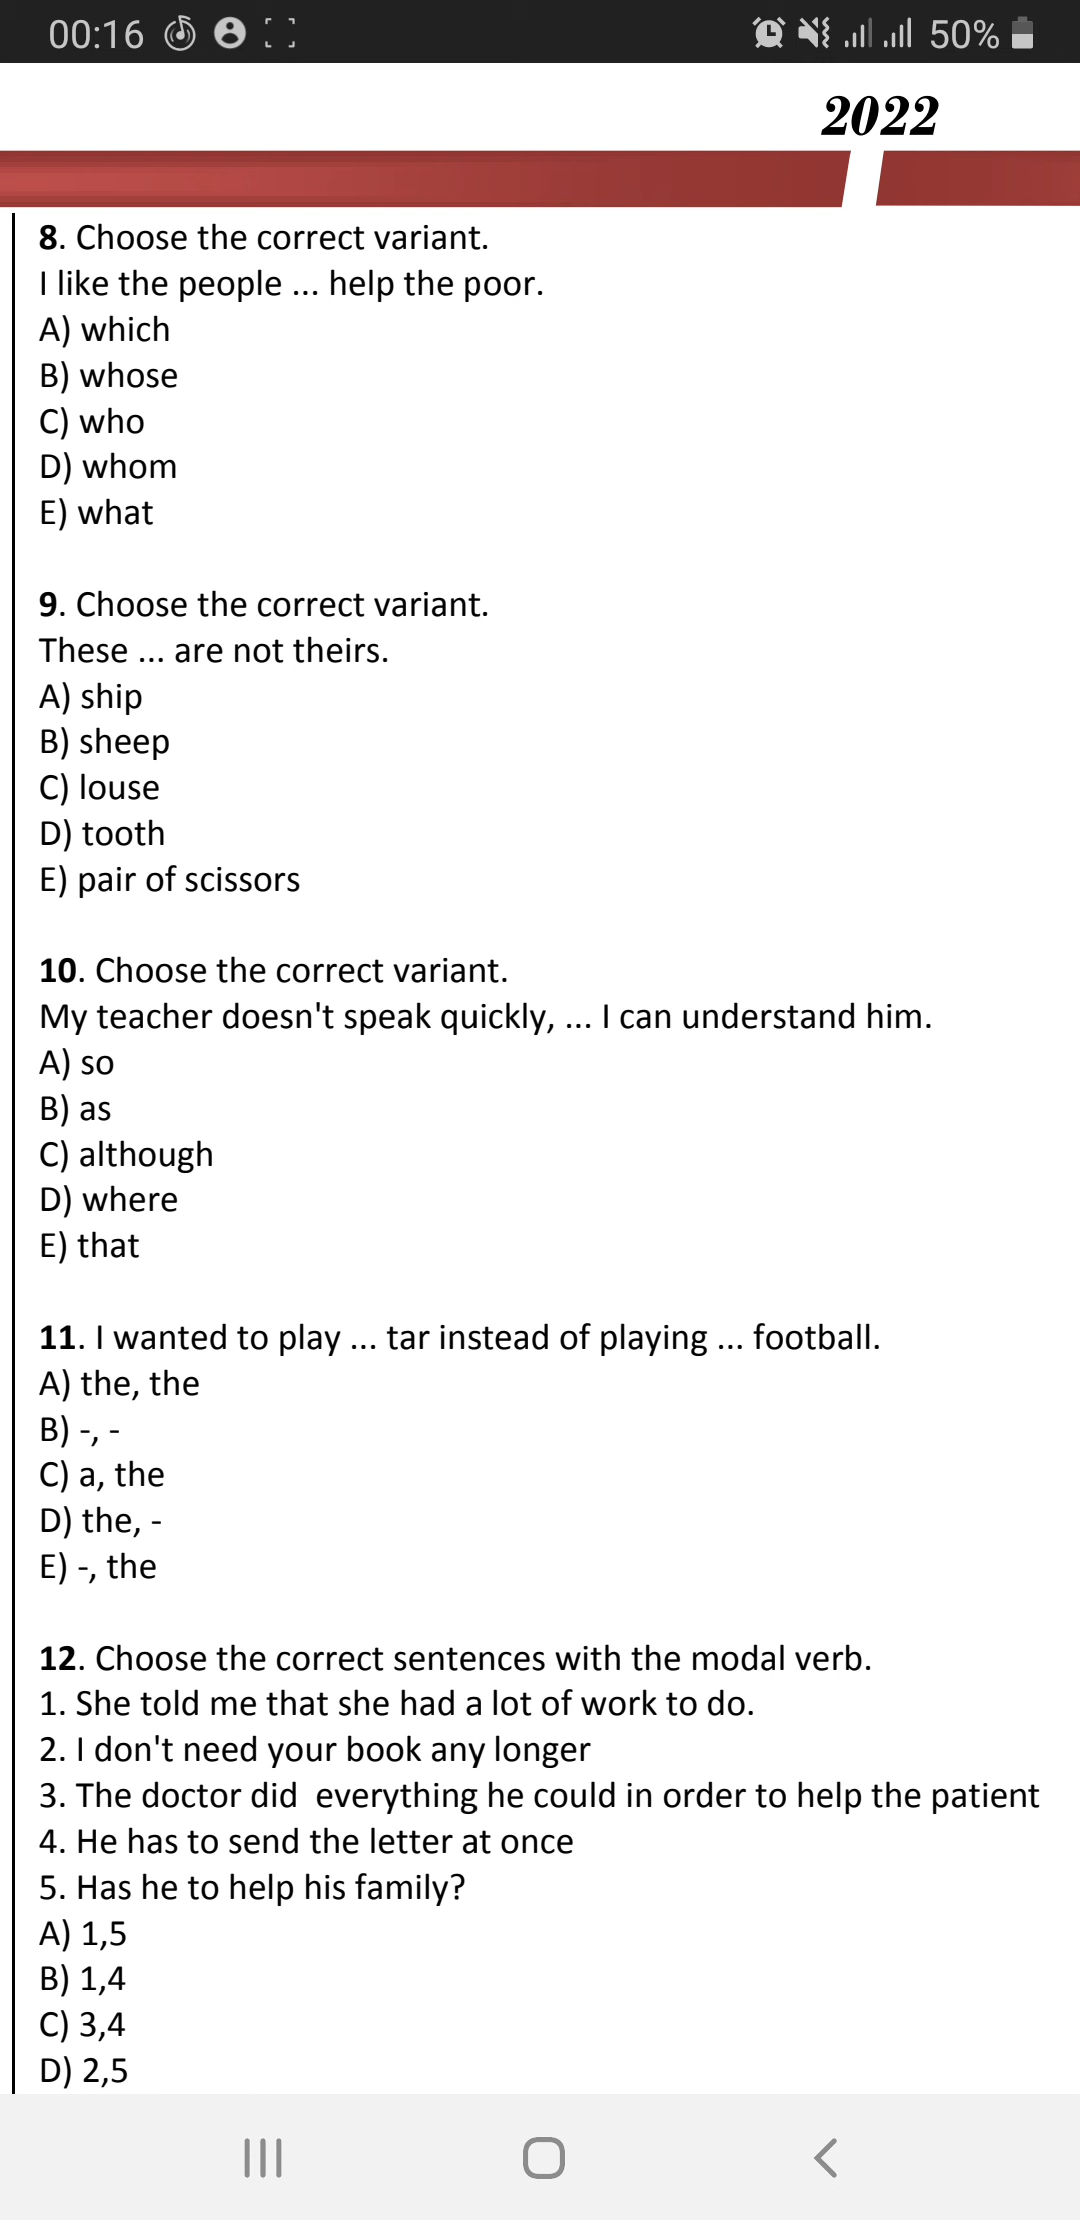 00:16
50%
2022
8. Choose the correct variant.
I like the people ... help the poor.
A) which
B) whose
C) who
D) whom
E) what
9. Choose the correct variant.
These ... are not theirs.
A) ship
B) sheep
C) louse
D) tooth
E) pair of scissors
10. Choose the correct variant.
My teacher doesn't speak quickly, ... I can understand him.
A) so
B) as
C) although
D) where
E) that
11. I wanted to play ... tar instead of playing ... football.
A) the, the
B) -, -
C) a, the
D) the, -
E) -, the
12. Choose the correct sentences with the modal verb.
1. She told me that she had a lot of work to do.
2. I don't need your book any longer
3. The doctor did  everything he could in order to help the patient
4. He has to send the letter at once
5. Has he to help his family?
A) 1,5
B) 1,4
C) 3,4
D) 2,5